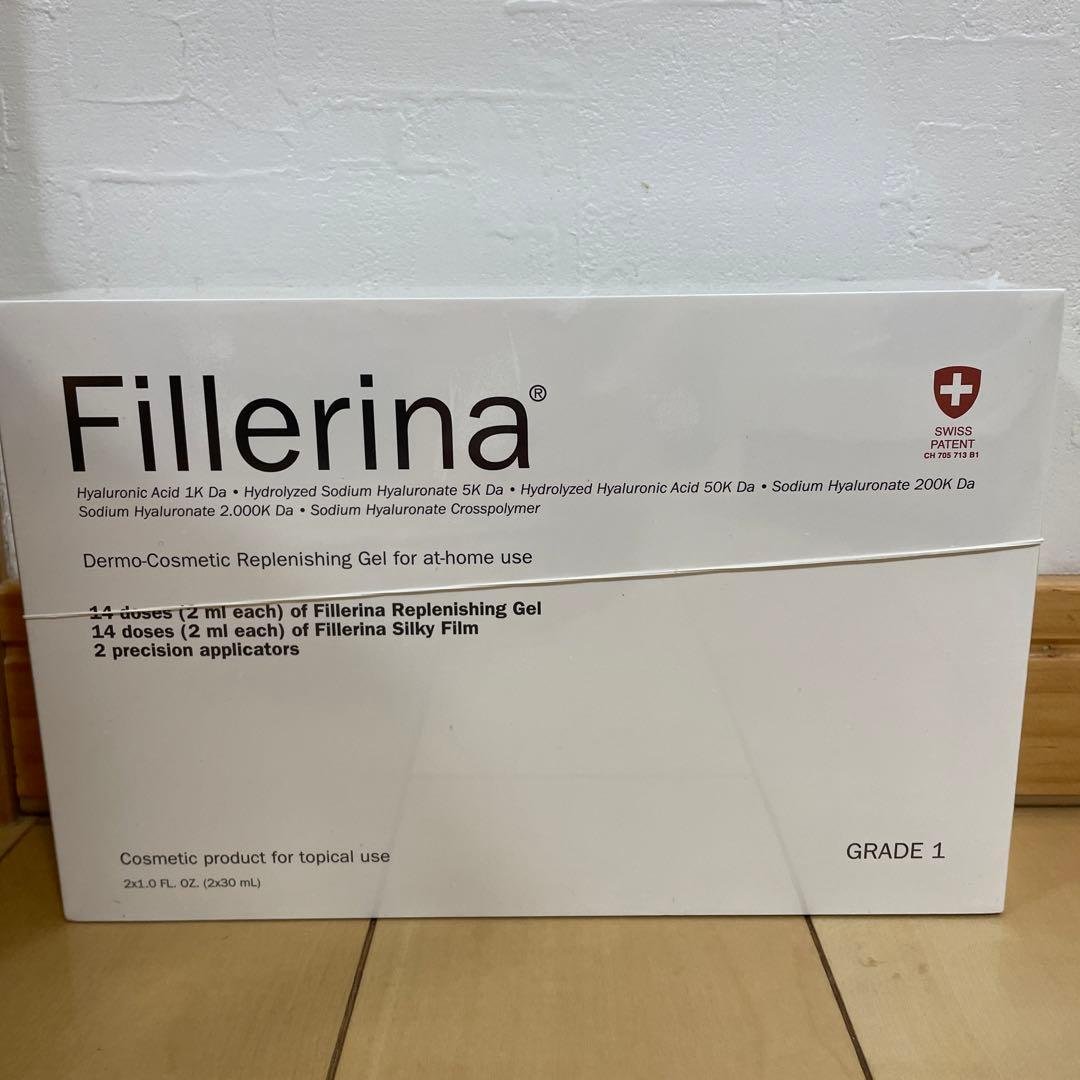 Fillerina®
SWISS
PATENT
CH 705 713 B1
Hyaluronic Acid 1K Da • Hydrolyzed Sodium Hyaluronate 5K Da • Hydrolyzed Hyaluronic Acid 50K Da • Sodium Hyaluronate 200K Da
Sodium Hyaluronate 2.000K Da • Sodium Hyaluronate Crosspolymer
Dermo-Cosmetic Replenishing Gel for at-home use
14 doses (2 ml each) of Fillerina Replenishing Gel
14 doses (2 ml each) of Fillerina Silky Film
2 precision applicators
Cosmetic product for topical use
2x1.0 FL. OZ. (2x30 mL)
GRADE 1